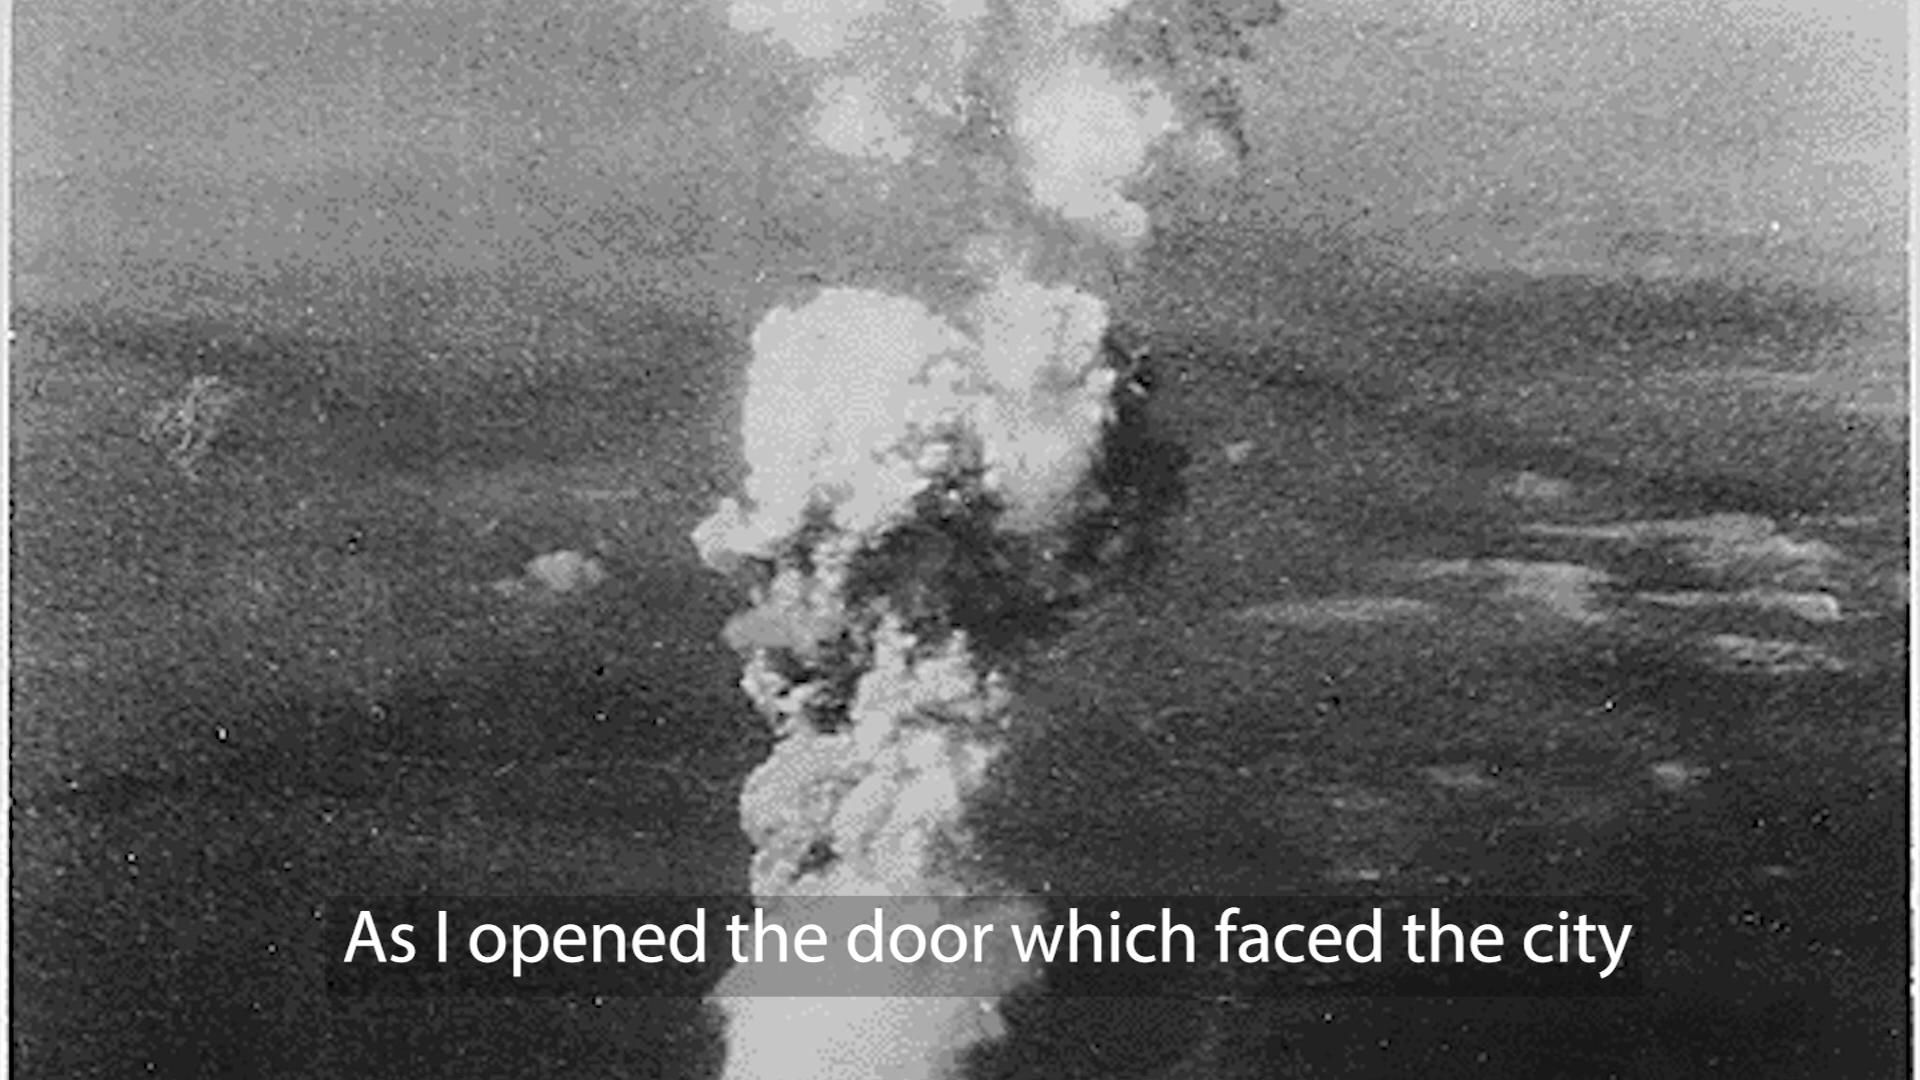 As I opened the door which faced the city